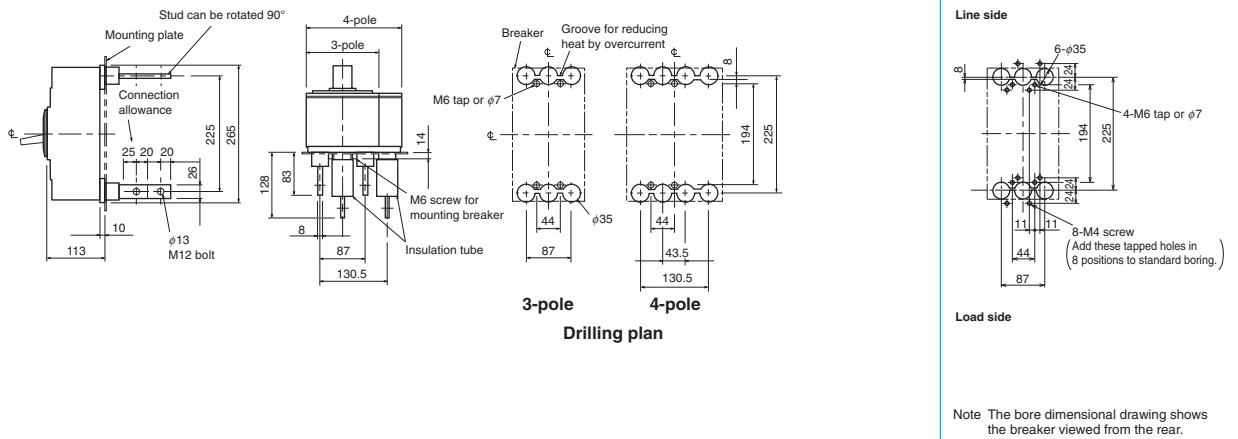 Stud can be rotated 90°
Mounting plate
Connection
allowance
25 20 20
225
265
26
10
113
φ13
M12 bolt
℄
4-pole
3-pole
14
128
83
8
87
130.5
M6 screw for
mounting breaker
Insulation tube
Breaker
Groove for reducing
heat by overcurrent
℄
℄
8
M6 tap or φ7
℄
194
225
44
87
φ35
44
43.5
130.5
3-pole
4-pole
Drilling plan
Line side
6-φ35
8
24
24
4-M6 tap or φ7
194
225
24
24
11
11
8-M4 screw
(Add these tapped holes in
8 positions to standard boring.)
44
87
Load side
Note The bore dimensional drawing shows
the breaker viewed from the rear.